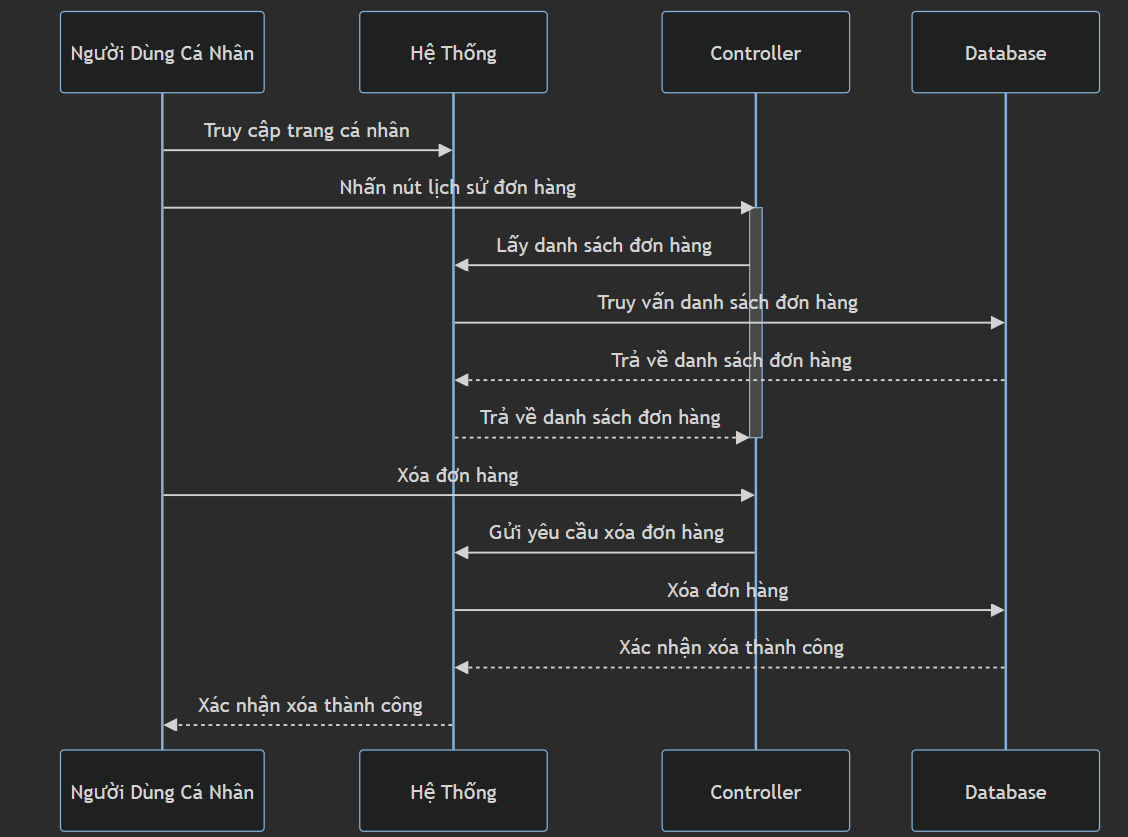 Người Dùng Cá Nhân
Hệ Thống
Controller
Database
Truy cập trang cá nhân
Nhấn nút lịch sử đơn hàng
Lấy danh sách đơn hàng
Truy vấn danh sách đơn hàng
Trả về danh sách đơn hàng
Trả về danh sách đơn hàng
Xóa đơn hàng
Gửi yêu cầu xóa đơn hàng
Xóa đơn hàng
Xác nhận xóa thành công
Xác nhận xóa thành công
Người Dùng Cá Nhân
Hệ Thống
Controller
Database